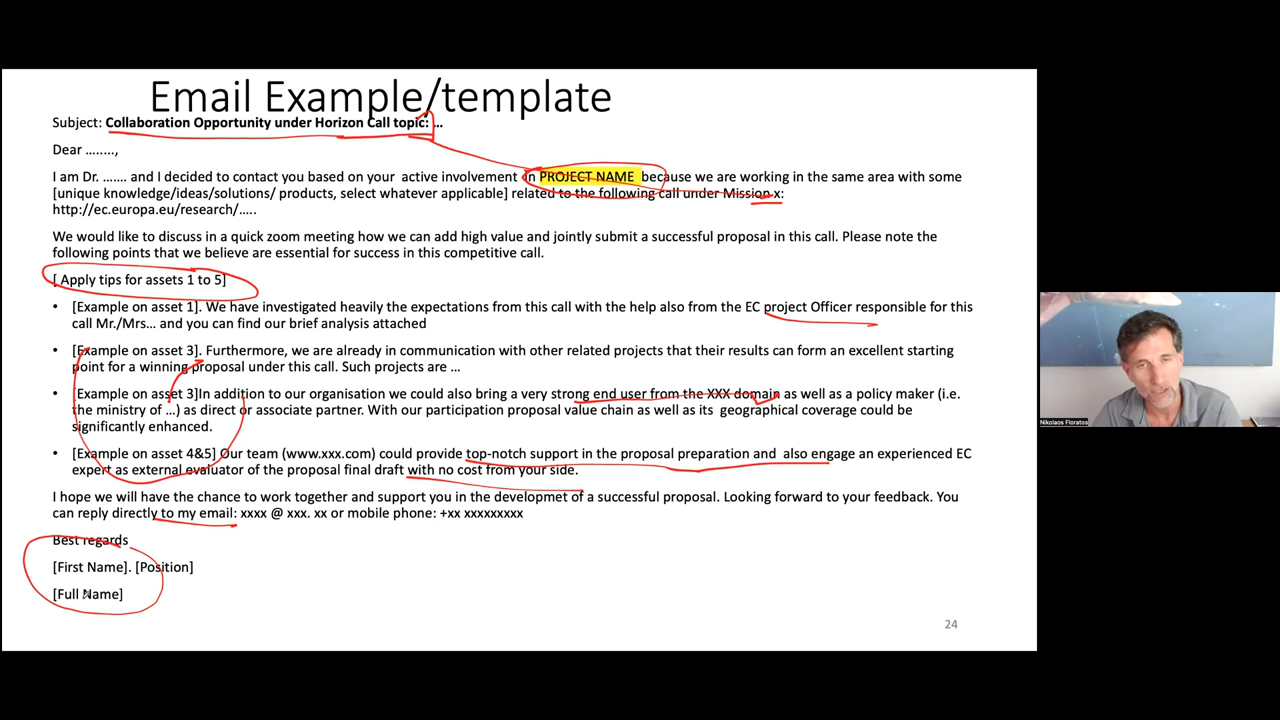 Email Example/template
Subject: Collaboration Opportunity under Horizon Call topic: ...
Dear ........,
I am Dr. ....... and I decided to contact you based on your active involvement in PROJECT NAME because we are working in the same area with some
[unique knowledge/ideas/solutions/ products, select whatever applicable] related to the following call under Mission x:
http://ec.europa.eu/research/.....
We would like to discuss in a quick zoom meeting how we can add high value and jointly submit a successful proposal in this call. Please note the
following points that we believe are essential for success in this competitive call.
[ Apply tips for assets 1 to 5]
• [Example on asset 1]. We have investigated heavily the expectations from this call with the help also from the EC project Officer responsible for this
call Mr./Mrs... and you can find our brief analysis attached
• [Example on asset 3]. Furthermore, we are already in communication with other related projects that their results can form an excellent starting
point for a winning proposal under this call. Such projects are ...
• [Example on asset 3]In addition to our organisation we could also bring a very strong end user from the XXX domain as well as a policy maker (i.e.
the ministry of ...) as direct or associate partner. With our participation proposal value chain as well as its geographical coverage could be
significantly enhanced.
• [Example on asset 4&5] Our team (www.xxx.com) could provide top-notch support in the proposal preparation and also engage an experienced EC
expert as external evaluator of the proposal final draft with no cost from your side.
I hope we will have the chance to work together and support you in the developmet of a successful proposal. Looking forward to your feedback. You
can reply directly to my email: xxxx @ xxx. xx or mobile phone: +xx xxxxxxxxx
Best regards
[First Name]. [Position]
[Full Name]
24
Nikolaos Floratos